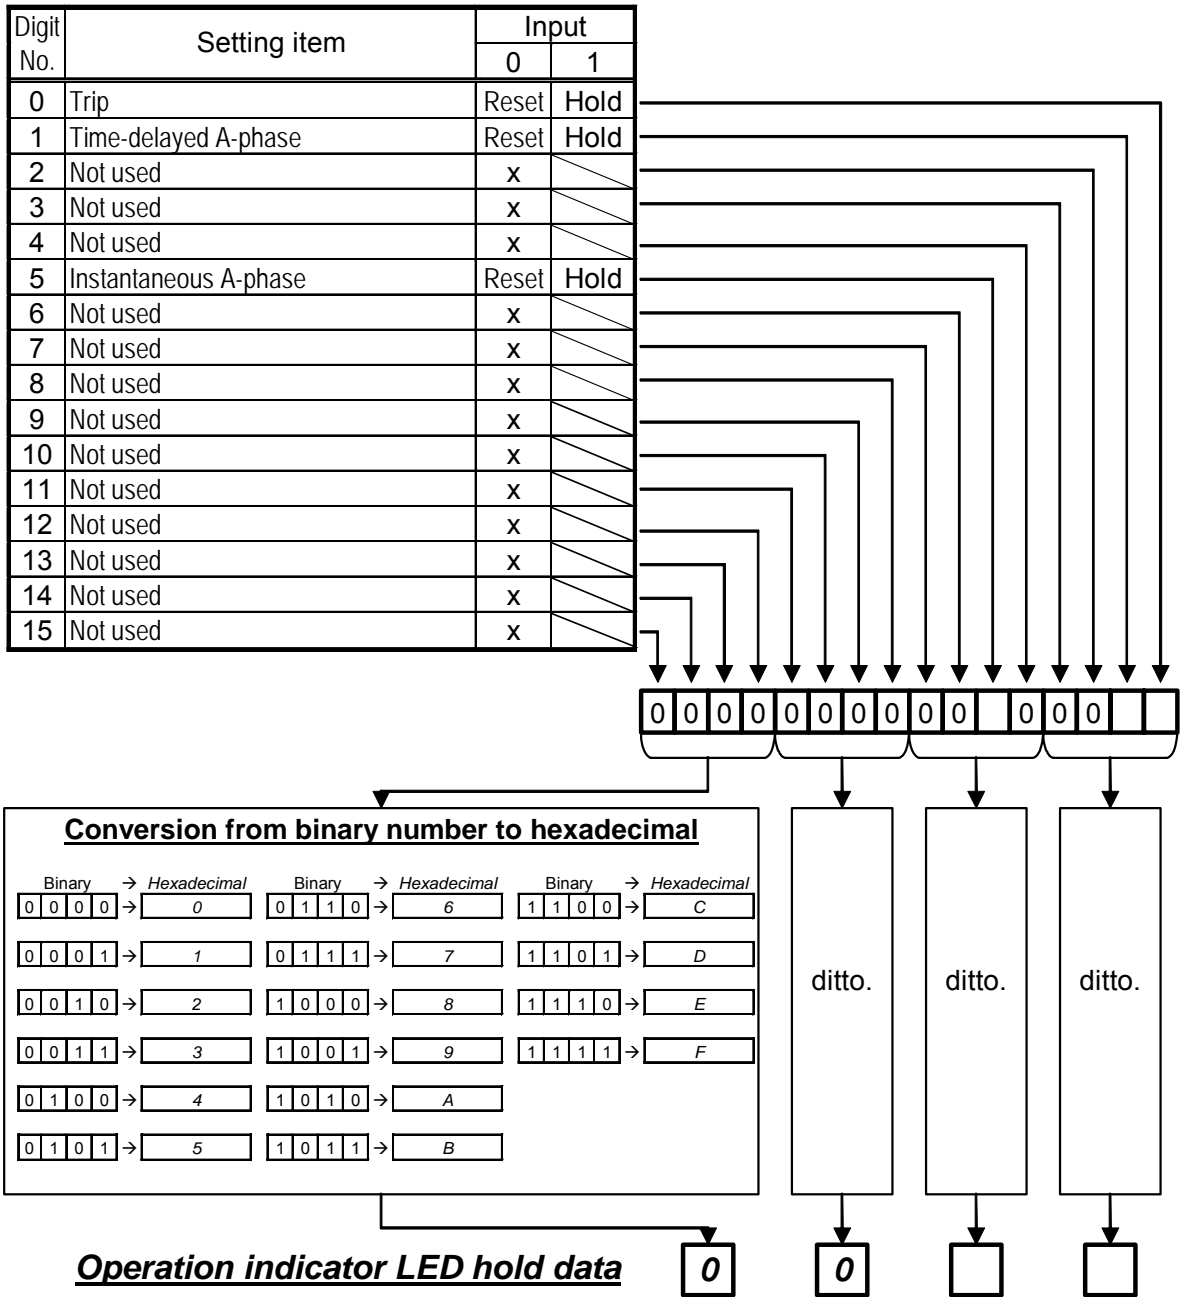 Digit No. Setting item Input
0 1
0 Trip Reset Hold
1 Time-delayed A-phase Reset Hold
2 Not used x
3 Not used x
4 Not used x
5 Instantaneous A-phase Reset Hold
6 Not used x
7 Not used x
8 Not used x
9 Not used x
10 Not used x
11 Not used x
12 Not used x
13 Not used x
14 Not used x
15 Not used x
0 0 0 0 0 0 0 0 0 0 0 0 0
Conversion from binary number to hexadecimal
Binary → Hexadecimal Binary → Hexadecimal Binary → Hexadecimal
0 0 0 0 → 0 0 1 1 0 → 6 1 1 0 0 → C
0 0 0 1 → 1 0 1 1 1 → 7 1 1 0 1 → D
0 0 1 0 → 2 1 0 0 0 → 8 1 1 1 0 → E
0 0 1 1 → 3 1 0 0 1 → 9 1 1 1 1 → F
0 1 0 0 → 4 1 0 1 0 → A
0 1 0 1 → 5 1 0 1 1 → B
ditto. ditto. ditto.
Operation indicator LED hold data 0 0